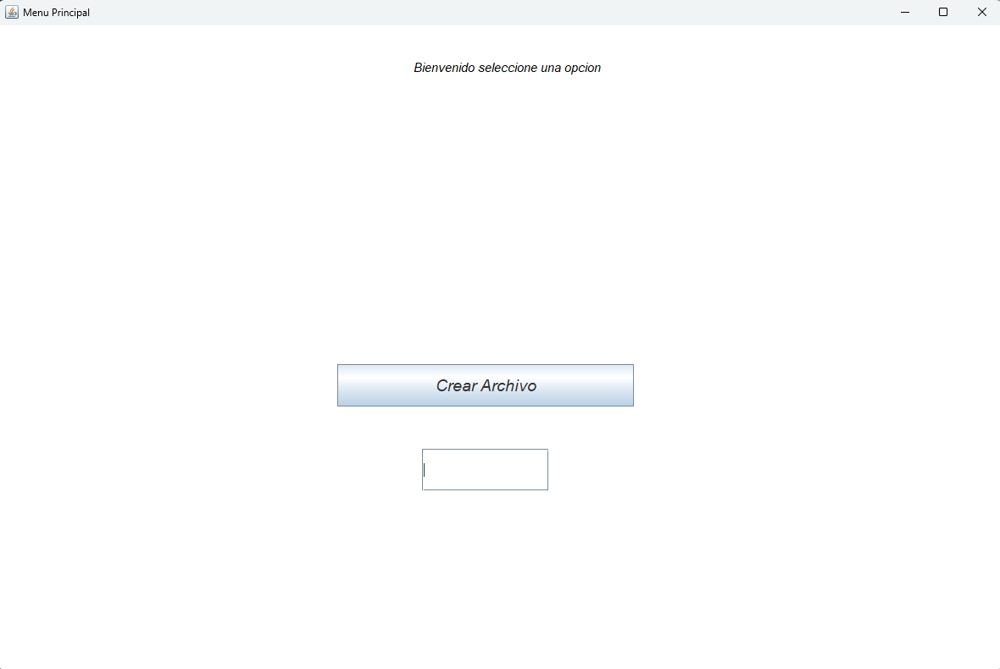 Menu Principal
Bienvenido seleccione una opcion
Crear Archivo